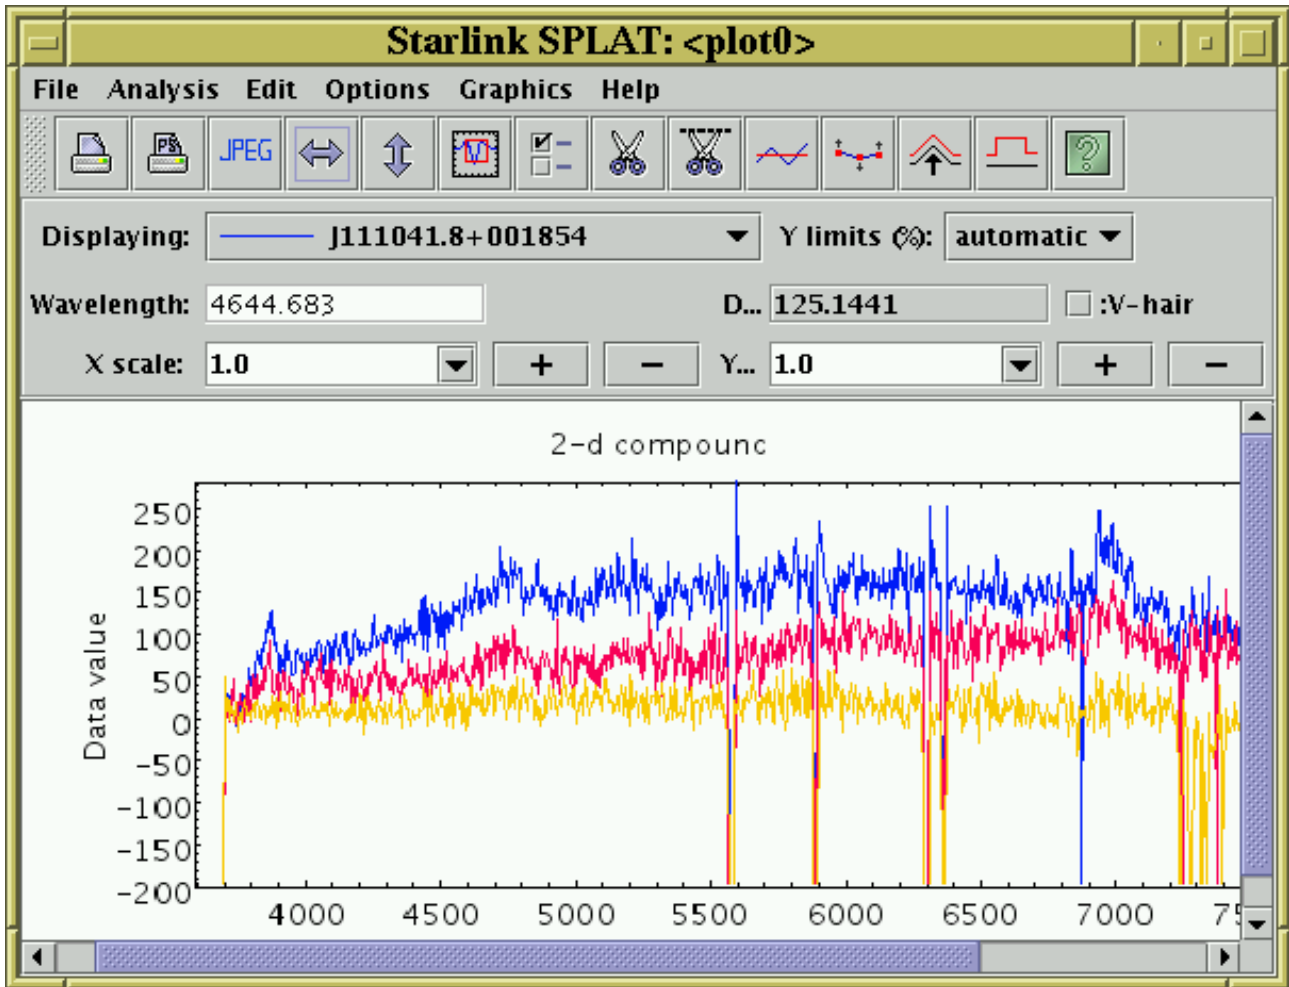 Starlink SPLAT: <plot0>
File Analysis Edit Options Graphics Help
PS JPEG ?
Displaying: J111041.8+001854 Y limits (%): automatic
Wavelength: 4644.683 D... 125.1441 :V-hair
X scale: 1.0 + − Y... 1.0 + −
2-d compounc
250
200
150
100
50
0
-50
-100
-150
-200
Data value
4000 4500 5000 5500 6000 6500 7000 75